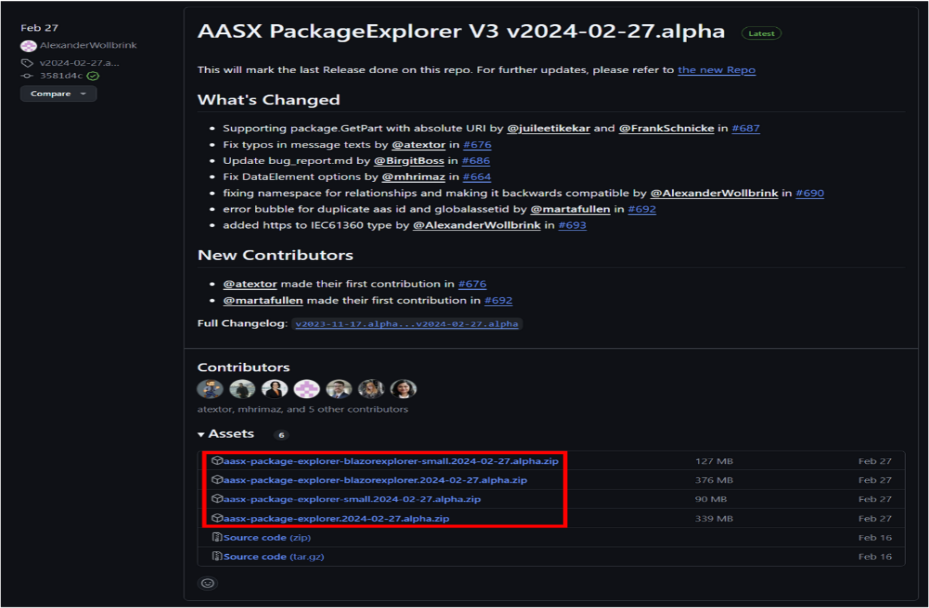 Feb 27
AlexanderWollbrink
v2024-02-27.a...
3581d4c
Compare
AASX PackageExplorer V3 v2024-02-27.alpha Latest
This will mark the last Release done on this repo. For further updates, please refer to the new Repo
What's Changed
• Supporting package.GetPart with absolute URI by @juileetikekar and @FrankSchnicke in #687
• Fix typos in message texts by @atextor in #676
• Update bug_report.md by @BirgitBoss in #686
• Fix DataElement options by @mhrimaz in #664
• fixing namespace for relationships and making it backwards compatible by @AlexanderWollbrink in #690
• error bubble for duplicate aas id and globalassetid by @martafullen in #692
• added https to IEC61360 type by @AlexanderWollbrink in #693
New Contributors
• @atextor made their first contribution in #676
• @martafullen made their first contribution in #692
Full Changelog: v2023-11-17.alpha...v2024-02-27.alpha
Contributors
atextor, mhrimaz, and 5 other contributors
Assets 6
aasx-package-explorer-blazorexplorer-small.2024-02-27.alpha.zip 127 MB Feb 27
aasx-package-explorer-blazorexplorer.2024-02-27.alpha.zip 376 MB Feb 27
aasx-package-explorer-small.2024-02-27.alpha.zip 90 MB Feb 27
aasx-package-explorer.2024-02-27.alpha.zip 339 MB Feb 27
Source code (zip) Feb 16
Source code (tar.gz) Feb 16